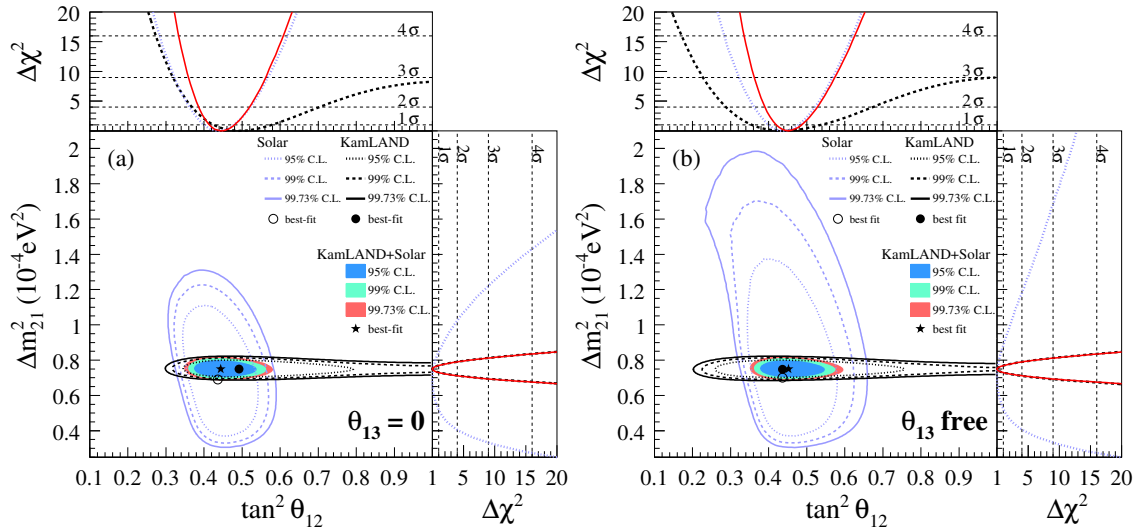 20
15
10
5
Δχ²
4σ
3σ
2σ
1σ
(a)
Solar KamLAND
95% C.L. 95% C.L.
99% C.L. 99% C.L.
99.73% C.L. 99.73% C.L.
best-fit best-fit
KamLAND+Solar
95% C.L.
99% C.L.
99.73% C.L.
best-fit
θ₁₃ = 0
2
1.8
1.6
1.4
1.2
1
0.8
0.6
0.4
Δm²₂₁ (10⁻⁴eV²)
0.1 0.2 0.3 0.4 0.5 0.6 0.7 0.8 0.9 1
tan² θ₁₂
1σ 2σ 3σ 4σ
5 10 15 20
Δχ²
20
15
10
5
Δχ²
4σ
3σ
2σ
1σ
(b)
Solar KamLAND
95% C.L. 95% C.L.
99% C.L. 99% C.L.
99.73% C.L. 99.73% C.L.
best fit best fit
KamLAND+Solar
95% C.L.
99% C.L.
99.73% C.L.
best fit
θ₁₃ free
2
1.8
1.6
1.4
1.2
1
0.8
0.6
0.4
Δm²₂₁ (10⁻⁴eV²)
0.1 0.2 0.3 0.4 0.5 0.6 0.7 0.8 0.9 1
tan² θ₁₂
1σ 2σ 3σ 4σ
5 10 15 20
Δχ²